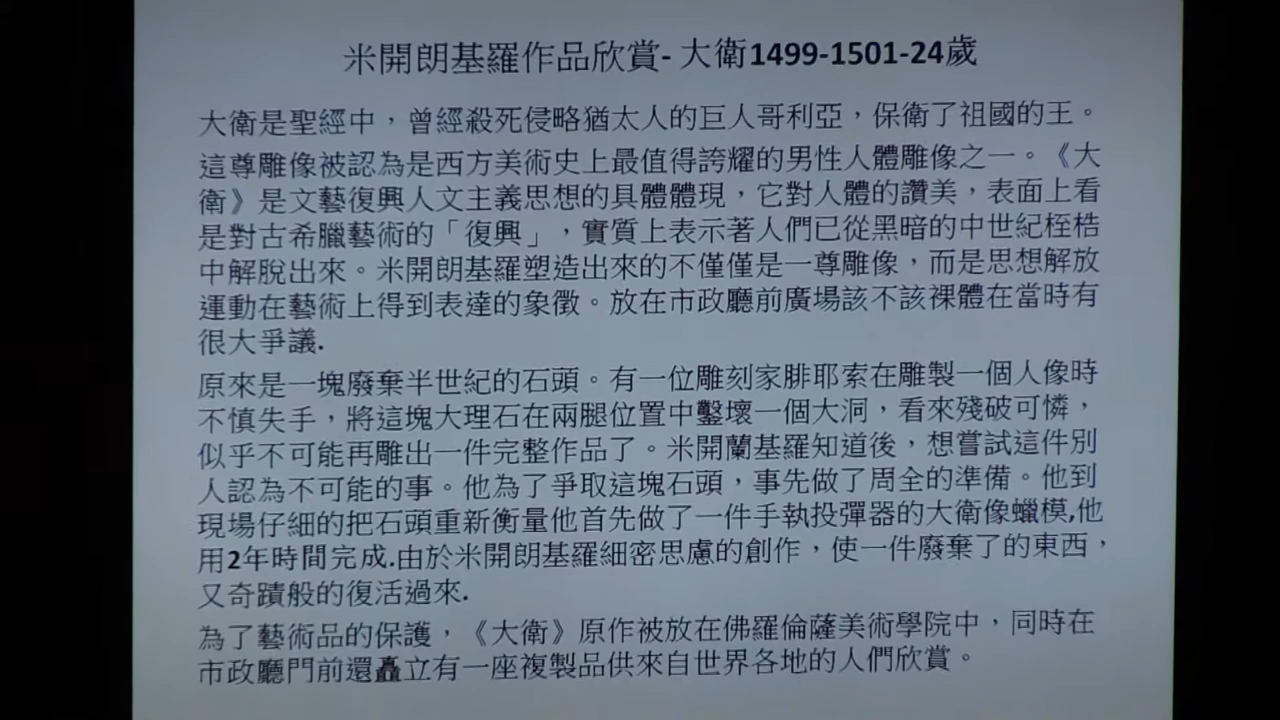 米開朗基羅作品欣賞- 大衛1499-1501-24歲
大衛是聖經中，曾經殺死侵略猶太人的巨人哥利亞，保衛了祖國的王。
這尊雕像被認為是西方美術史上最值得誇耀的男性人體雕像之一。《大
衛》是文藝復興人文主義思想的具體體現，它對人體的讚美，表面上看
是對古希臘藝術的「復興」，實質上表示著人們已從黑暗的中世紀桎梏
中解脫出來。米開朗基羅塑造出來的不僅僅是一尊雕像，而是思想解放
運動在藝術上得到表達的象徵。放在市政廳前廣場該不該裸體在當時有
很大爭議.
原來是一塊廢棄半世紀的石頭。有一位雕刻家腓耶索在雕製一個人像時
不慎失手，將這塊大理石在兩腿位置中鑿壞一個大洞，看來殘破可憐，
似乎不可能再雕出一件完整作品了。米開蘭基羅知道後，想嘗試這件別
人認為不可能的事。他為了爭取這塊石頭，事先做了周全的準備。他到
現場仔細的把石頭重新衡量他首先做了一件手執投彈器的大衛像蠟模,他
用2年時間完成.由於米開朗基羅細密思慮的創作，使一件廢棄了的東西，
又奇蹟般的復活過來.
為了藝術品的保護，《大衛》原作被放在佛羅倫薩美術學院中，同時在
市政廳門前還矗立有一座複製品供來自世界各地的人們欣賞。